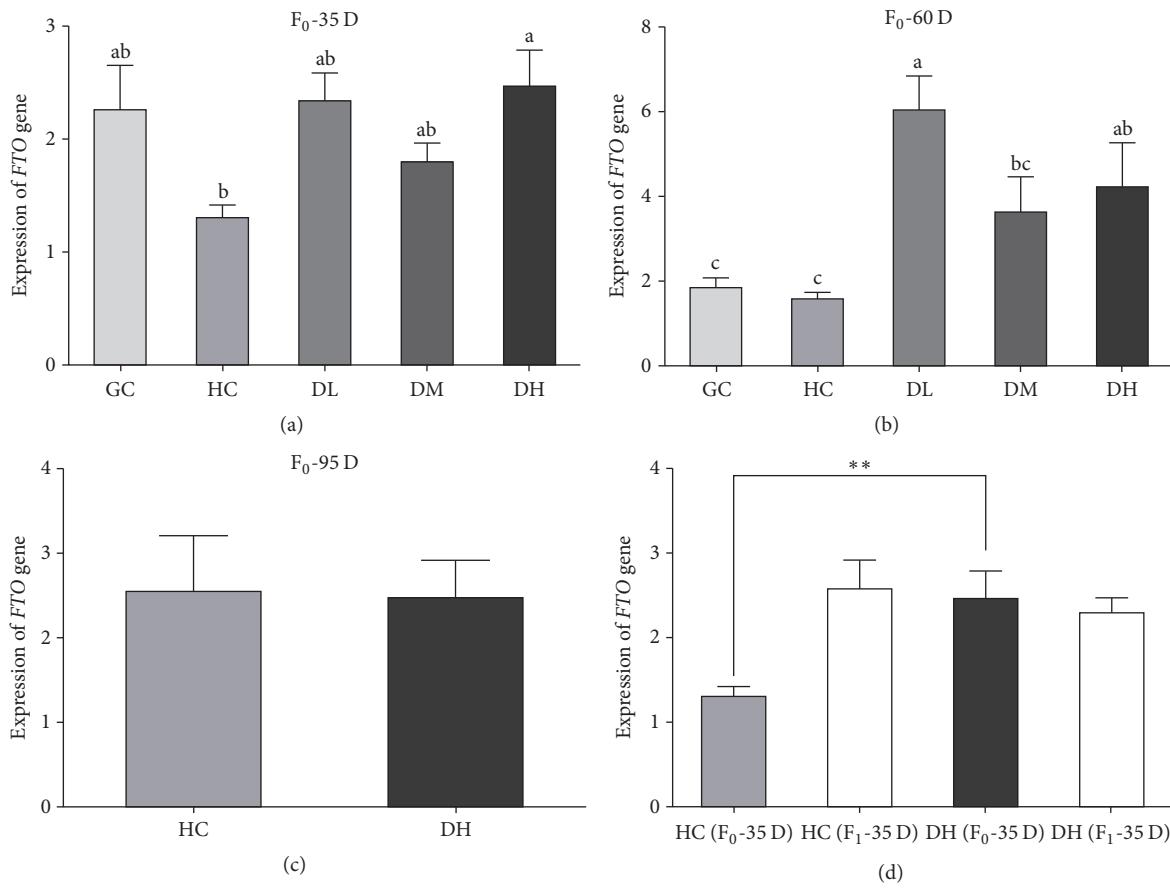 F₀-35 D
Expression of FTO gene
3
2
1
0
ab
b
ab
ab
a
GC HC DL DM DH
(a)
F₀-60 D
Expression of FTO gene
8
6
4
2
0
c
c
a
bc
ab
GC HC DL DM DH
(b)
F₀-95 D
Expression of FTO gene
4
3
2
1
0
HC DH
(c)
Expression of FTO gene
4
3
2
1
0
**
HC (F₀-35 D) HC (F₁-35 D) DH (F₀-35 D) DH (F₁-35 D)
(d)